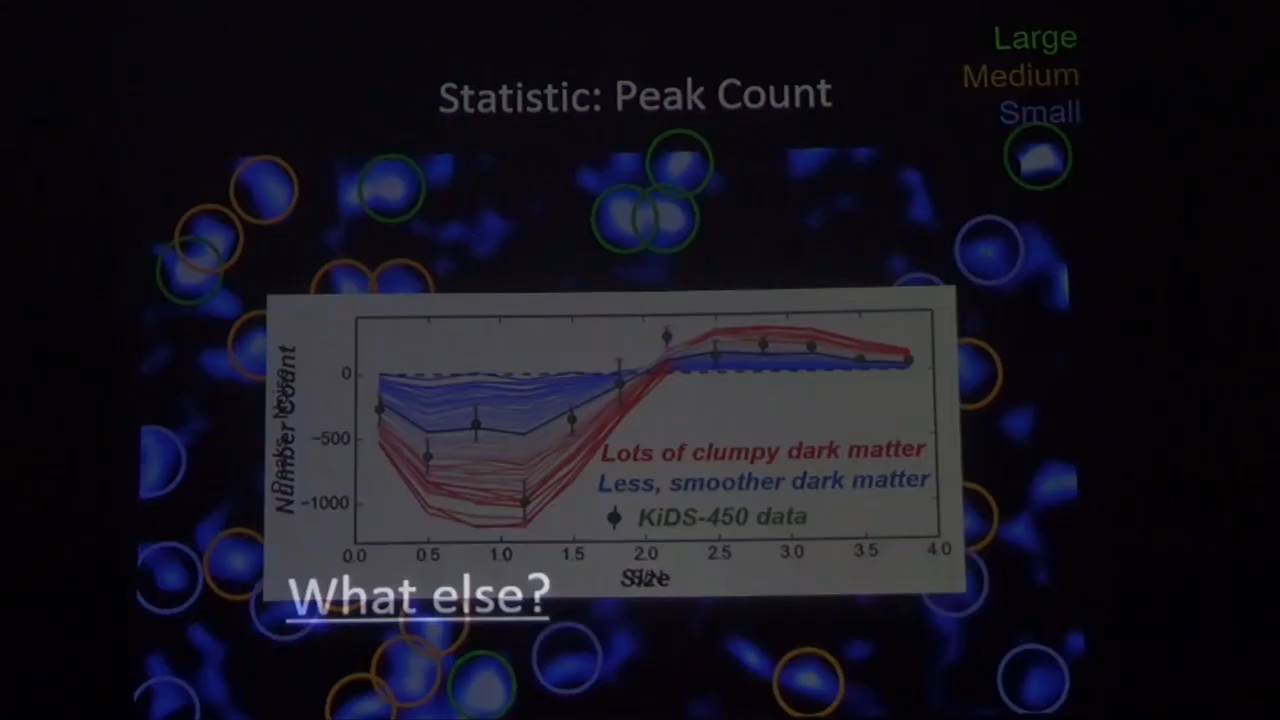 Large
Medium
Small
Statistic: Peak Count
Number Count
0
−500
−1000
Lots of clumpy dark matter
Less, smoother dark matter
KiDS-450 data
0.0 0.5 1.0 1.5 2.0 2.5 3.0 3.5 4.0
Size
What else?